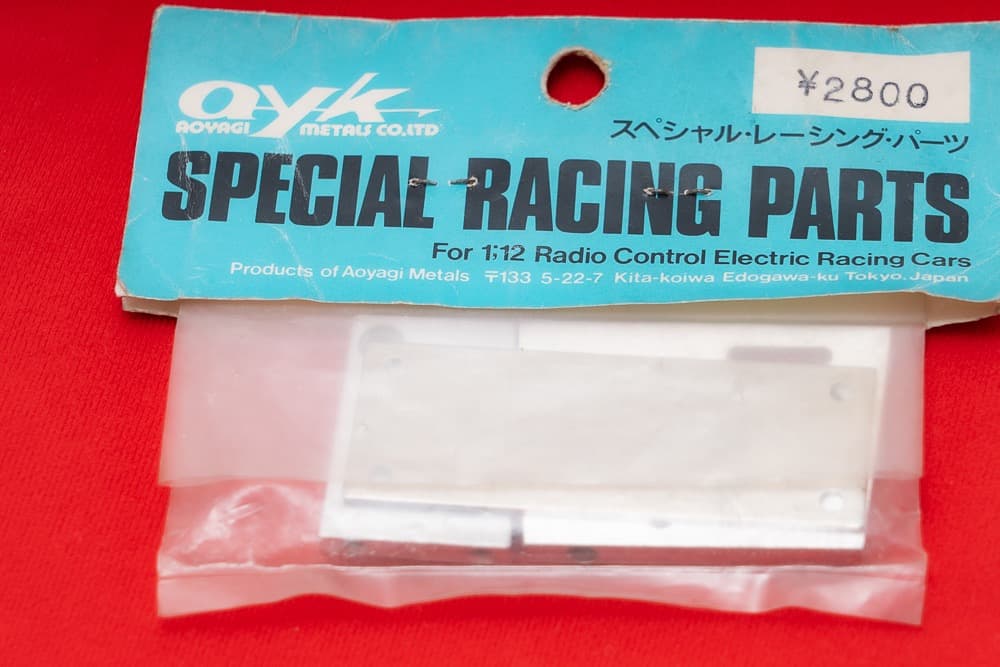 ¥2800
ayk
AOYAGI METALS CO.LTD
スペシャル・レーシング・パーツ
SPECIAL RACING PARTS
For 1:12 Radio Control Electric Racing Cars
Products of Aoyagi Metals 〒133 5-22-7 Kita-koiwa Edogawa-ku Tokyo. Japan